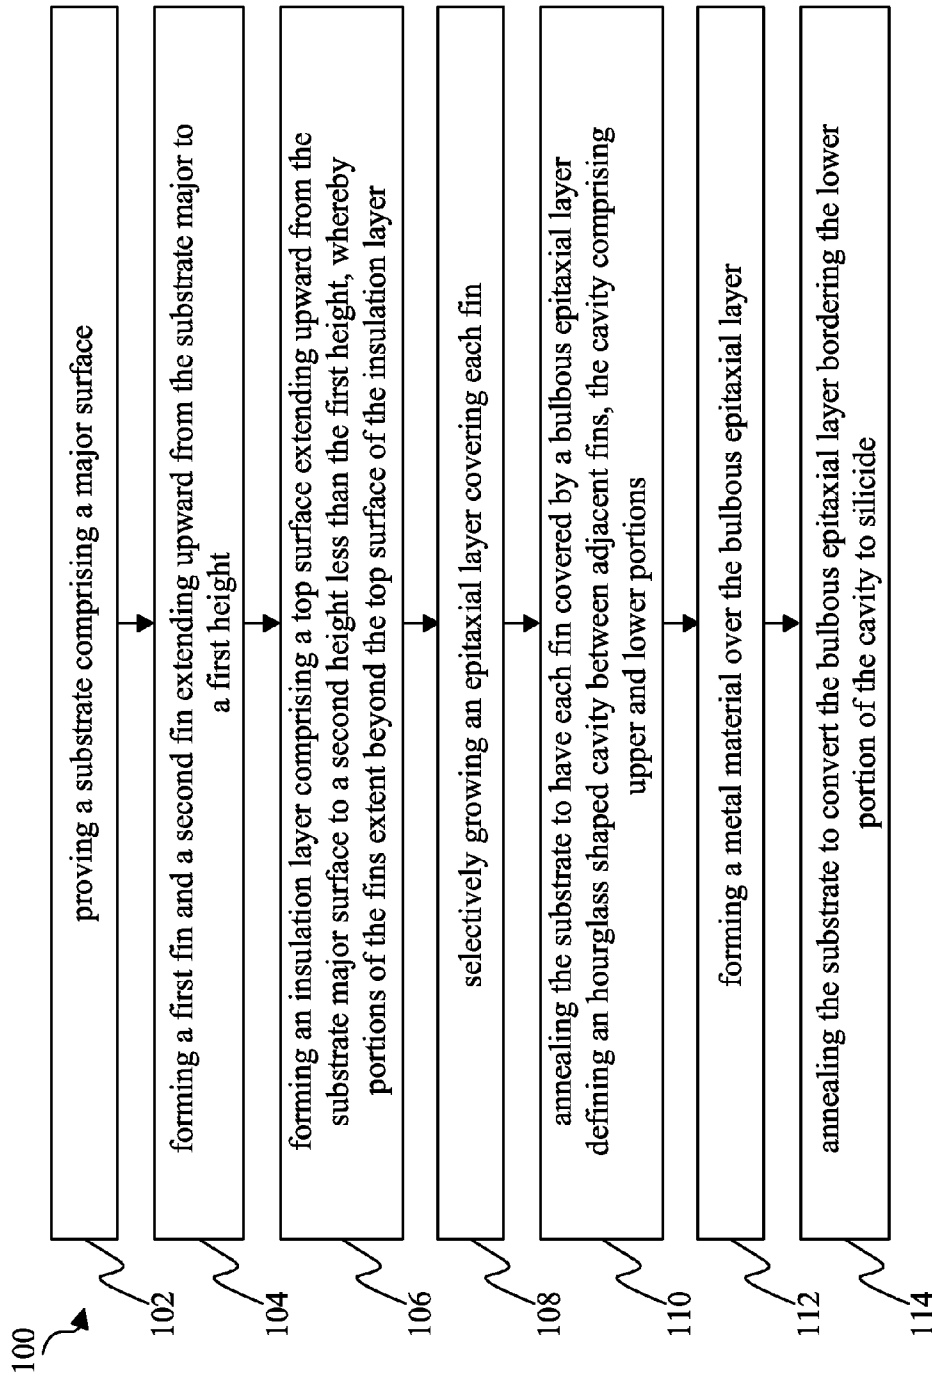 100
proving a substrate comprising a major surface
102
forming a first fin and a second fin extending upward from the substrate major to
a first height
104
forming an insulation layer comprising a top surface extending upward from the
substrate major surface to a second height less than the first height, whereby
portions of the fins extent beyond the top surface of the insulation layer
106
selectively growing an epitaxial layer covering each fin
108
annealing the substrate to have each fin covered by a bulbous epitaxial layer
defining an hourglass shaped cavity between adjacent fins, the cavity comprising
upper and lower portions
110
forming a metal material over the bulbous epitaxial layer
112
annealing the substrate to convert the bulbous epitaxial layer bordering the lower
portion of the cavity to silicide
114